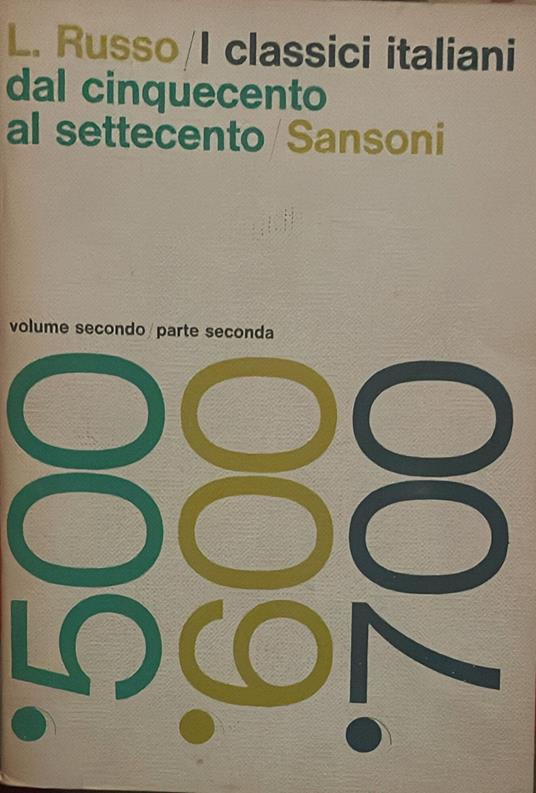 L. Russo/I classici italiani
dal cinquecento
al settecento/Sansoni
volume secondo/parte seconda
'500
'600
'700